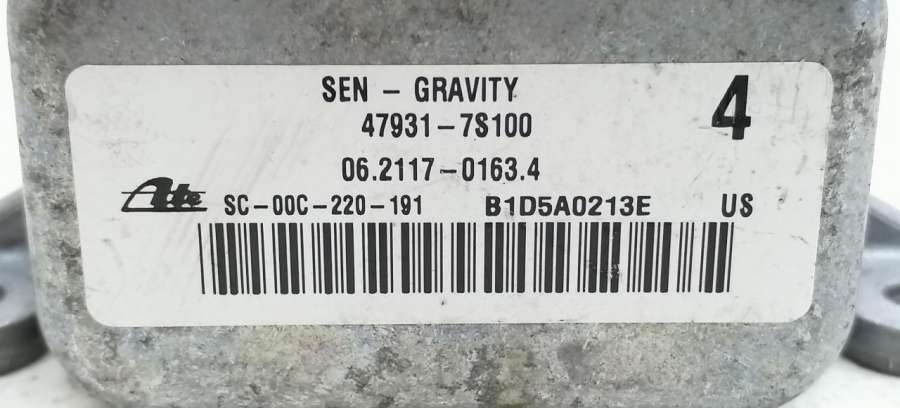 SEN - GRAVITY
47931-7S100
4
06.2117-0163.4
Ate SC-00C-220-191 B1D5A0213E US